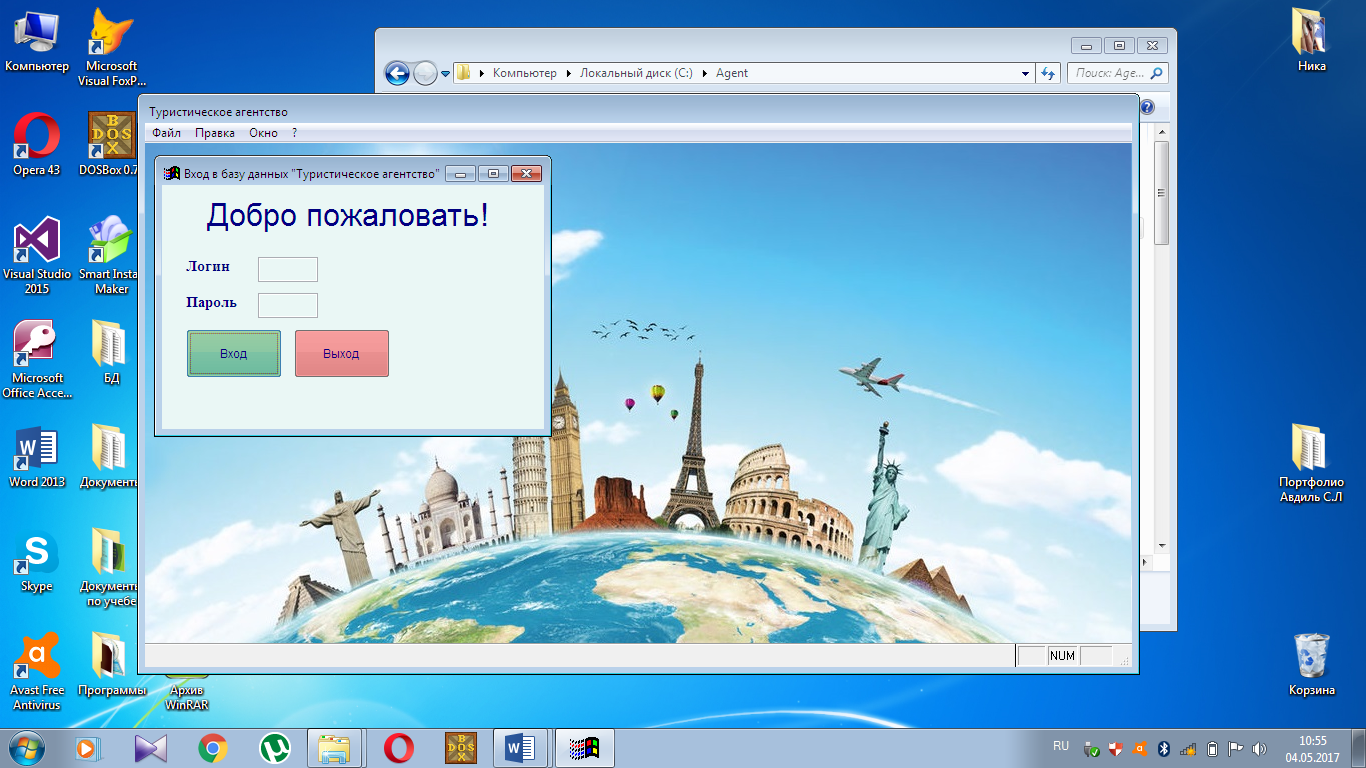 Компьютер
Microsoft
Visual FoxP...
Opera 43
DOSBox 0.7
Visual Studio
2015
Smart Insta
Maker
Microsoft
Office Acce...
БД
Word 2013
Документы
Skype
Документы
по учебе
Avast Free
Antivirus
Программы
Архив
WinRAR
Компьютер
Локальный диск (C:)
Agent
Поиск: Age...
Туристическое агентство
Файл Правка Окно ?
Вход в базу данных "Туристическое агентство"
Добро пожаловать!
Логин
Пароль
Вход Выход
NUM
Ника
Портфолио
Авдиль С.Л
Корзина
RU
10:55
04.05.2017